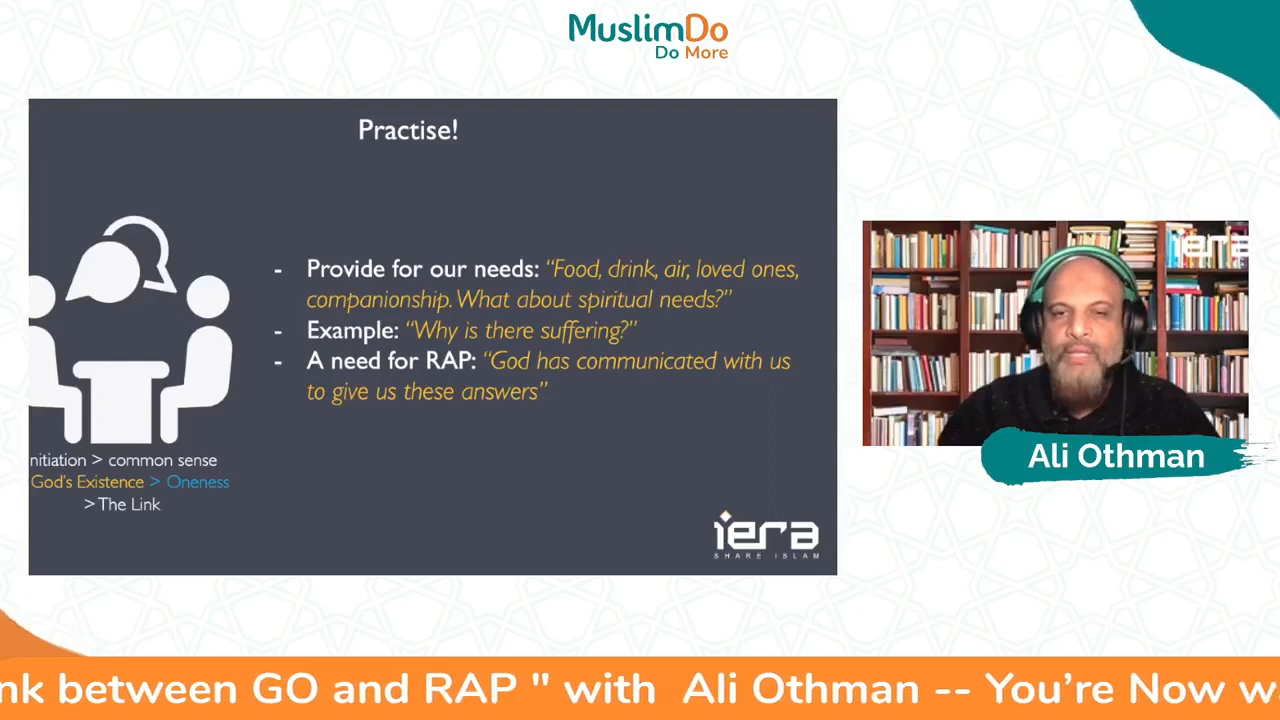 MuslimDo
Do More
Practise!
- Provide for our needs: “Food, drink, air, loved ones,
companionship. What about spiritual needs?”
- Example: “Why is there suffering?”
- A need for RAP: “God has communicated with us
to give us these answers”
nitiation > common sense
God's Existence > Oneness
> The Link
iera
SHARE ISLAM
Ali Othman
nk between GO and RAP " with Ali Othman -- You’re Now w